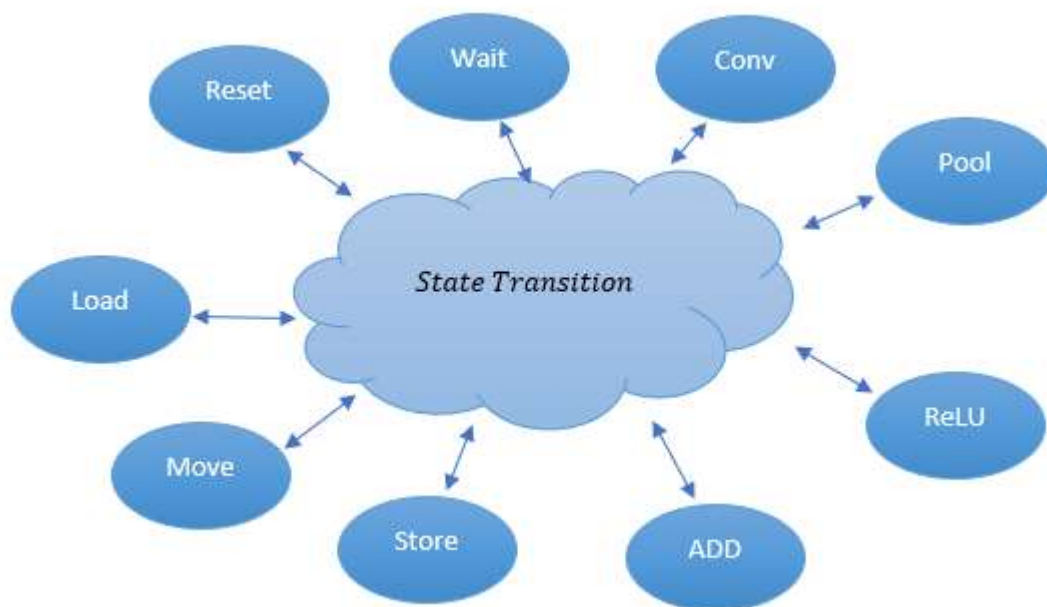 Wait
Conv
Reset
Pool
State Transition
Load
ReLU
Move
Store
ADD